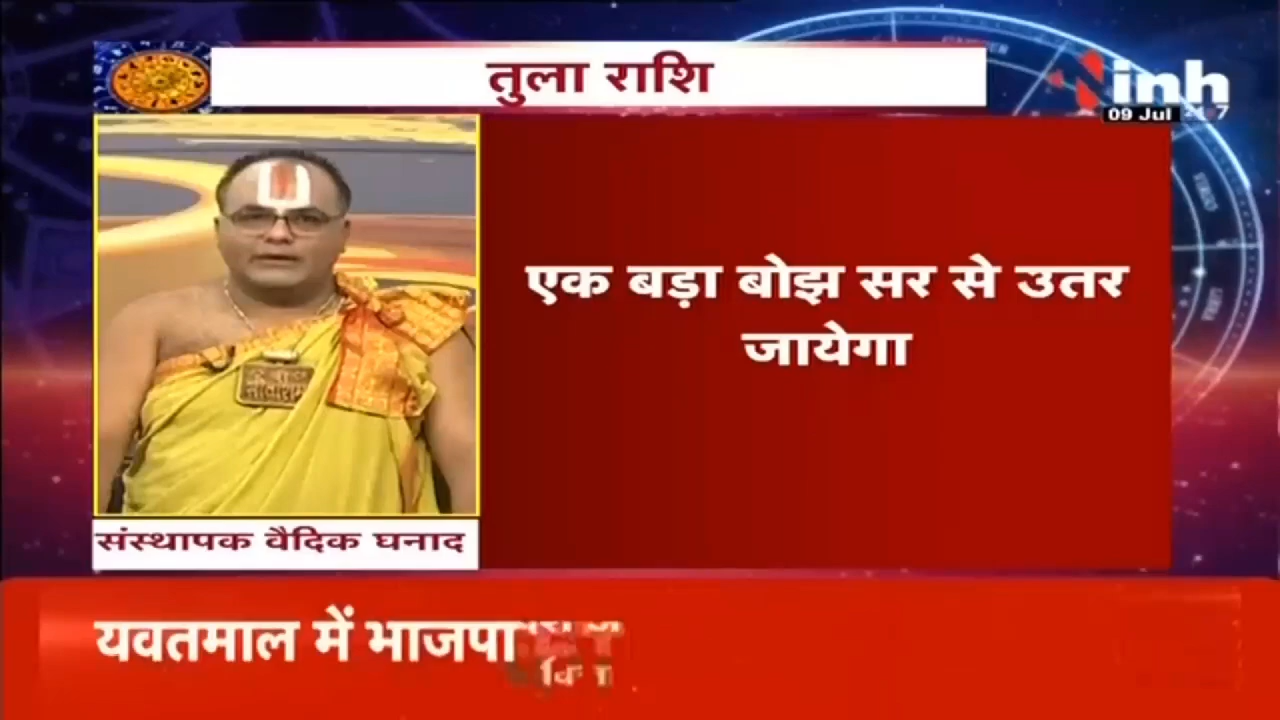 तुला राशि
inh
09 Jul
एक बड़ा बोझ सर से उतर
जायेगा
संस्थापक वैदिक घनाद
यवतमाल में भाजपा